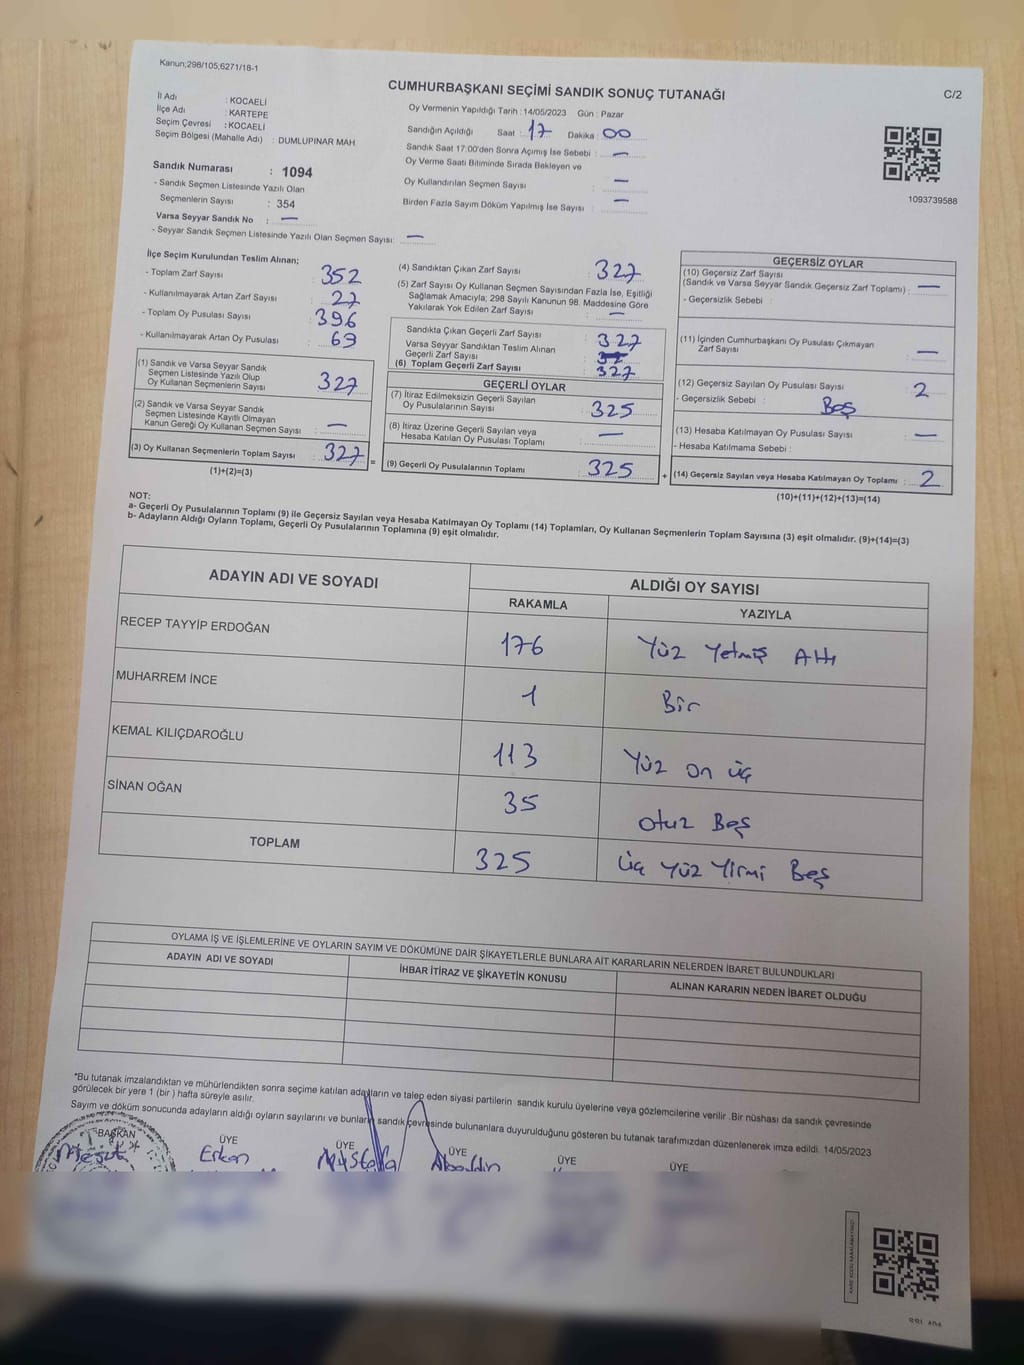 Kanun;298/105,6271/18-1
CUMHURBAŞKANI SEÇİMİ SANDIK SONUÇ TUTANAĞI
C/2
İl Adı : KOCAELİ
İlçe Adı : KARTEPE
Seçim Çevresi : KOCAELİ
Seçim Bölgesi (Mahalle Adı) : DUMLUPINAR MAH
Oy Vermenin Yapıldığı Tarih : 14/05/2023 Gün : Pazar
Sandığın Açıldığı Saat : 17 Dakika : 00
Sandık Saat 17:00'den Sonra Açımış İse Sebebi : —
Oy Verme Saati Bitiminde Sırada Bekleyen ve
Oy Kullandırılan Seçmen Sayısı : —
Birden Fazla Sayım Döküm Yapılmış İse Sayısı : —
1093739588
Sandık Numarası : 1094
- Sandık Seçmen Listesinde Yazılı Olan
Seçmenlerin Sayısı : 354
Varsa Seyyar Sandık No : —
- Seyyar Sandık Seçmen Listesinde Yazılı Olan Seçmen Sayısı: —
İlçe Seçim Kurulundan Teslim Alınan;
- Toplam Zarf Sayısı : 352
- Kullanılmayarak Artan Zarf Sayısı : 27
- Toplam Oy Pusulası Sayısı : 396
- Kullanılmayarak Artan Oy Pusulası : 69
(1) Sandık ve Varsa Seyyar Sandık
Seçmen Listesinde Yazılı Olup
Oy Kullanan Seçmenlerin Sayısı : 327
(2) Sandık ve Varsa Seyyar Sandık
Seçmen Listesinde Kayıtlı Olmayan
Kanun Gereği Oy Kullanan Seçmen Sayısı : —
(3) Oy Kullanan Seçmenlerin Toplam Sayısı : 327
(1)+(2)=(3)
(4) Sandıktan Çıkan Zarf Sayısı : 327
(5) Zarf Sayısı Oy Kullanan Seçmen Sayısından Fazla İse, Eşitliği
Sağlamak Amacıyla; 298 Sayılı Kanunun 98. Maddesine Göre
Yakılarak Yok Edilen Zarf Sayısı : —
Sandıkta Çıkan Geçerli Zarf Sayısı : 327
Varsa Seyyar Sandıktan Teslim Alınan
Geçerli Zarf Sayısı :
(6) Toplam Geçerli Zarf Sayısı : 327
GEÇERLİ OYLAR
(7) İtiraz Edilmeksizin Geçerli Sayılan
Oy Pusulalarının Sayısı : 325
(8) İtiraz Üzerine Geçerli Sayılan veya
Hesaba Katılan Oy Pusulası Toplamı : —
= (9) Geçerli Oy Pusulalarının Toplamı : 325 +
GEÇERSİZ OYLAR
(10) Geçersiz Zarf Sayısı
(Sandık ve Varsa Seyyar Sandık Geçersiz Zarf Toplamı) : —
- Geçersizlik Sebebi :
(11) İçinden Cumhurbaşkanı Oy Pusulası Çıkmayan
Zarf Sayısı : —
(12) Geçersiz Sayılan Oy Pusulası Sayısı : 2
- Geçersizlik Sebebi : Boş
(13) Hesaba Katılmayan Oy Pusulası Sayısı : —
- Hesaba Katılmama Sebebi :
(14) Geçersiz Sayılan veya Hesaba Katılmayan Oy Toplamı : 2
(10)+(11)+(12)+(13)=(14)
NOT:
a- Geçerli Oy Pusulalarının Toplamı (9) ile Geçersiz Sayılan veya Hesaba Katılmayan Oy Toplamı (14) Toplamları, Oy Kullanan Seçmenlerin Toplam Sayısına (3) eşit olmalıdır. (9)+(14)=(3)
b- Adayların Aldığı Oyların Toplamı, Geçerli Oy Pusulalarının Toplamına (9) eşit olmalıdır.
ADAYIN ADI VE SOYADI ALDIĞI OY SAYISI
RAKAMLA YAZIYLA
RECEP TAYYİP ERDOĞAN 176 Yüz Yetmiş Altı
MUHARREM İNCE 1 Bir
KEMAL KILIÇDAROĞLU 113 Yüz on üç
SİNAN OĞAN 35 otuz Beş
TOPLAM 325 Üç Yüz Yirmi Beş
OYLAMA İŞ VE İŞLEMLERİNE VE OYLARIN SAYIM VE DÖKÜMÜNE DAİR ŞİKAYETLERLE BUNLARA AİT KARARLARIN NELERDEN İBARET BULUNDUKLARI
ADAYIN ADI VE SOYADI İHBAR İTİRAZ VE ŞİKAYETİN KONUSU ALINAN KARARIN NEDEN İBARET OLDUĞU
*Bu tutanak imzalandıktan ve mühürlendikten sonra seçime katılan adayların ve talep eden siyasi partilerin sandık kurulu üyelerine veya gözlemcilerine verilir .Bir nüshası da sandık çevresinde
görülecek bir yere 1 (bir ) hafta süreyle asılır.
Sayım ve döküm sonucunda adayların aldığı oyların sayılarını ve bunların sandık çevresinde bulunanlara duyurulduğunu gösteren bu tutanak tarafımızdan düzenlenerek imza edildi. 14/05/2023
BAŞKAN ÜYE ÜYE ÜYE ÜYE ÜYE
Mesut Erkan Mustafa